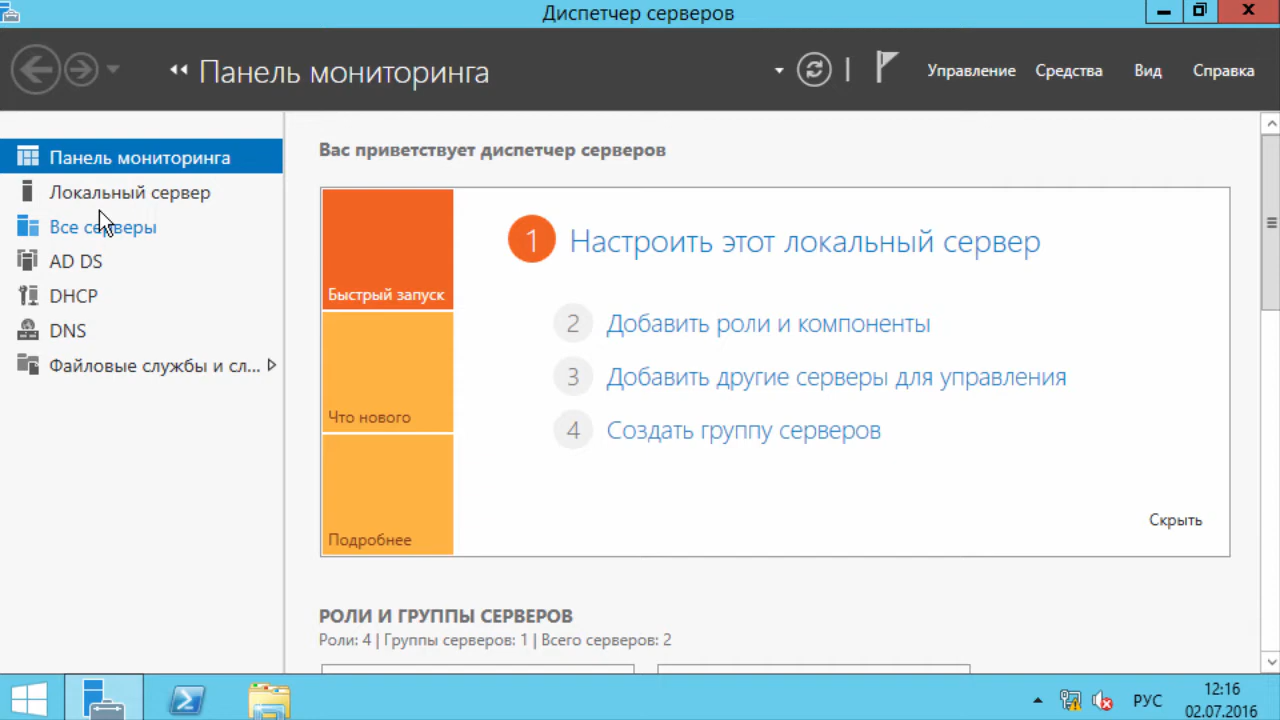 Диспетчер серверов
Панель мониторинга
Управление Средства Вид Справка
Панель мониторинга
Локальный сервер
Все серверы
AD DS
DHCP
DNS
Файловые службы и сл...
Вас приветствует диспетчер серверов
Быстрый запуск
Что нового
Подробнее
1 Настроить этот локальный сервер
2 Добавить роли и компоненты
3 Добавить другие серверы для управления
4 Создать группу серверов
Скрыть
РОЛИ И ГРУППЫ СЕРВЕРОВ
Роли: 4 | Группы серверов: 1 | Всего серверов: 2
РУС
12:16
02.07.2016